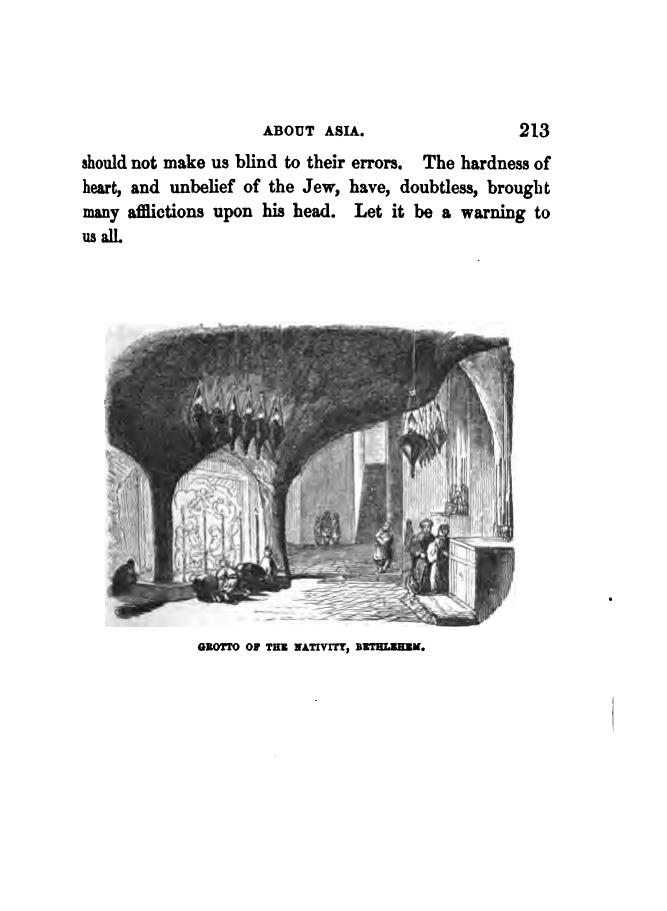 ABOUT ASIA. 213
should not make us blind to their errors. The hardness of
heart, and unbelief of the Jew, have, doubtless, brought
many afflictions upon his head. Let it be a warning to
us all.
GROTTO OF THE NATIVITY, BETHLEHEM.